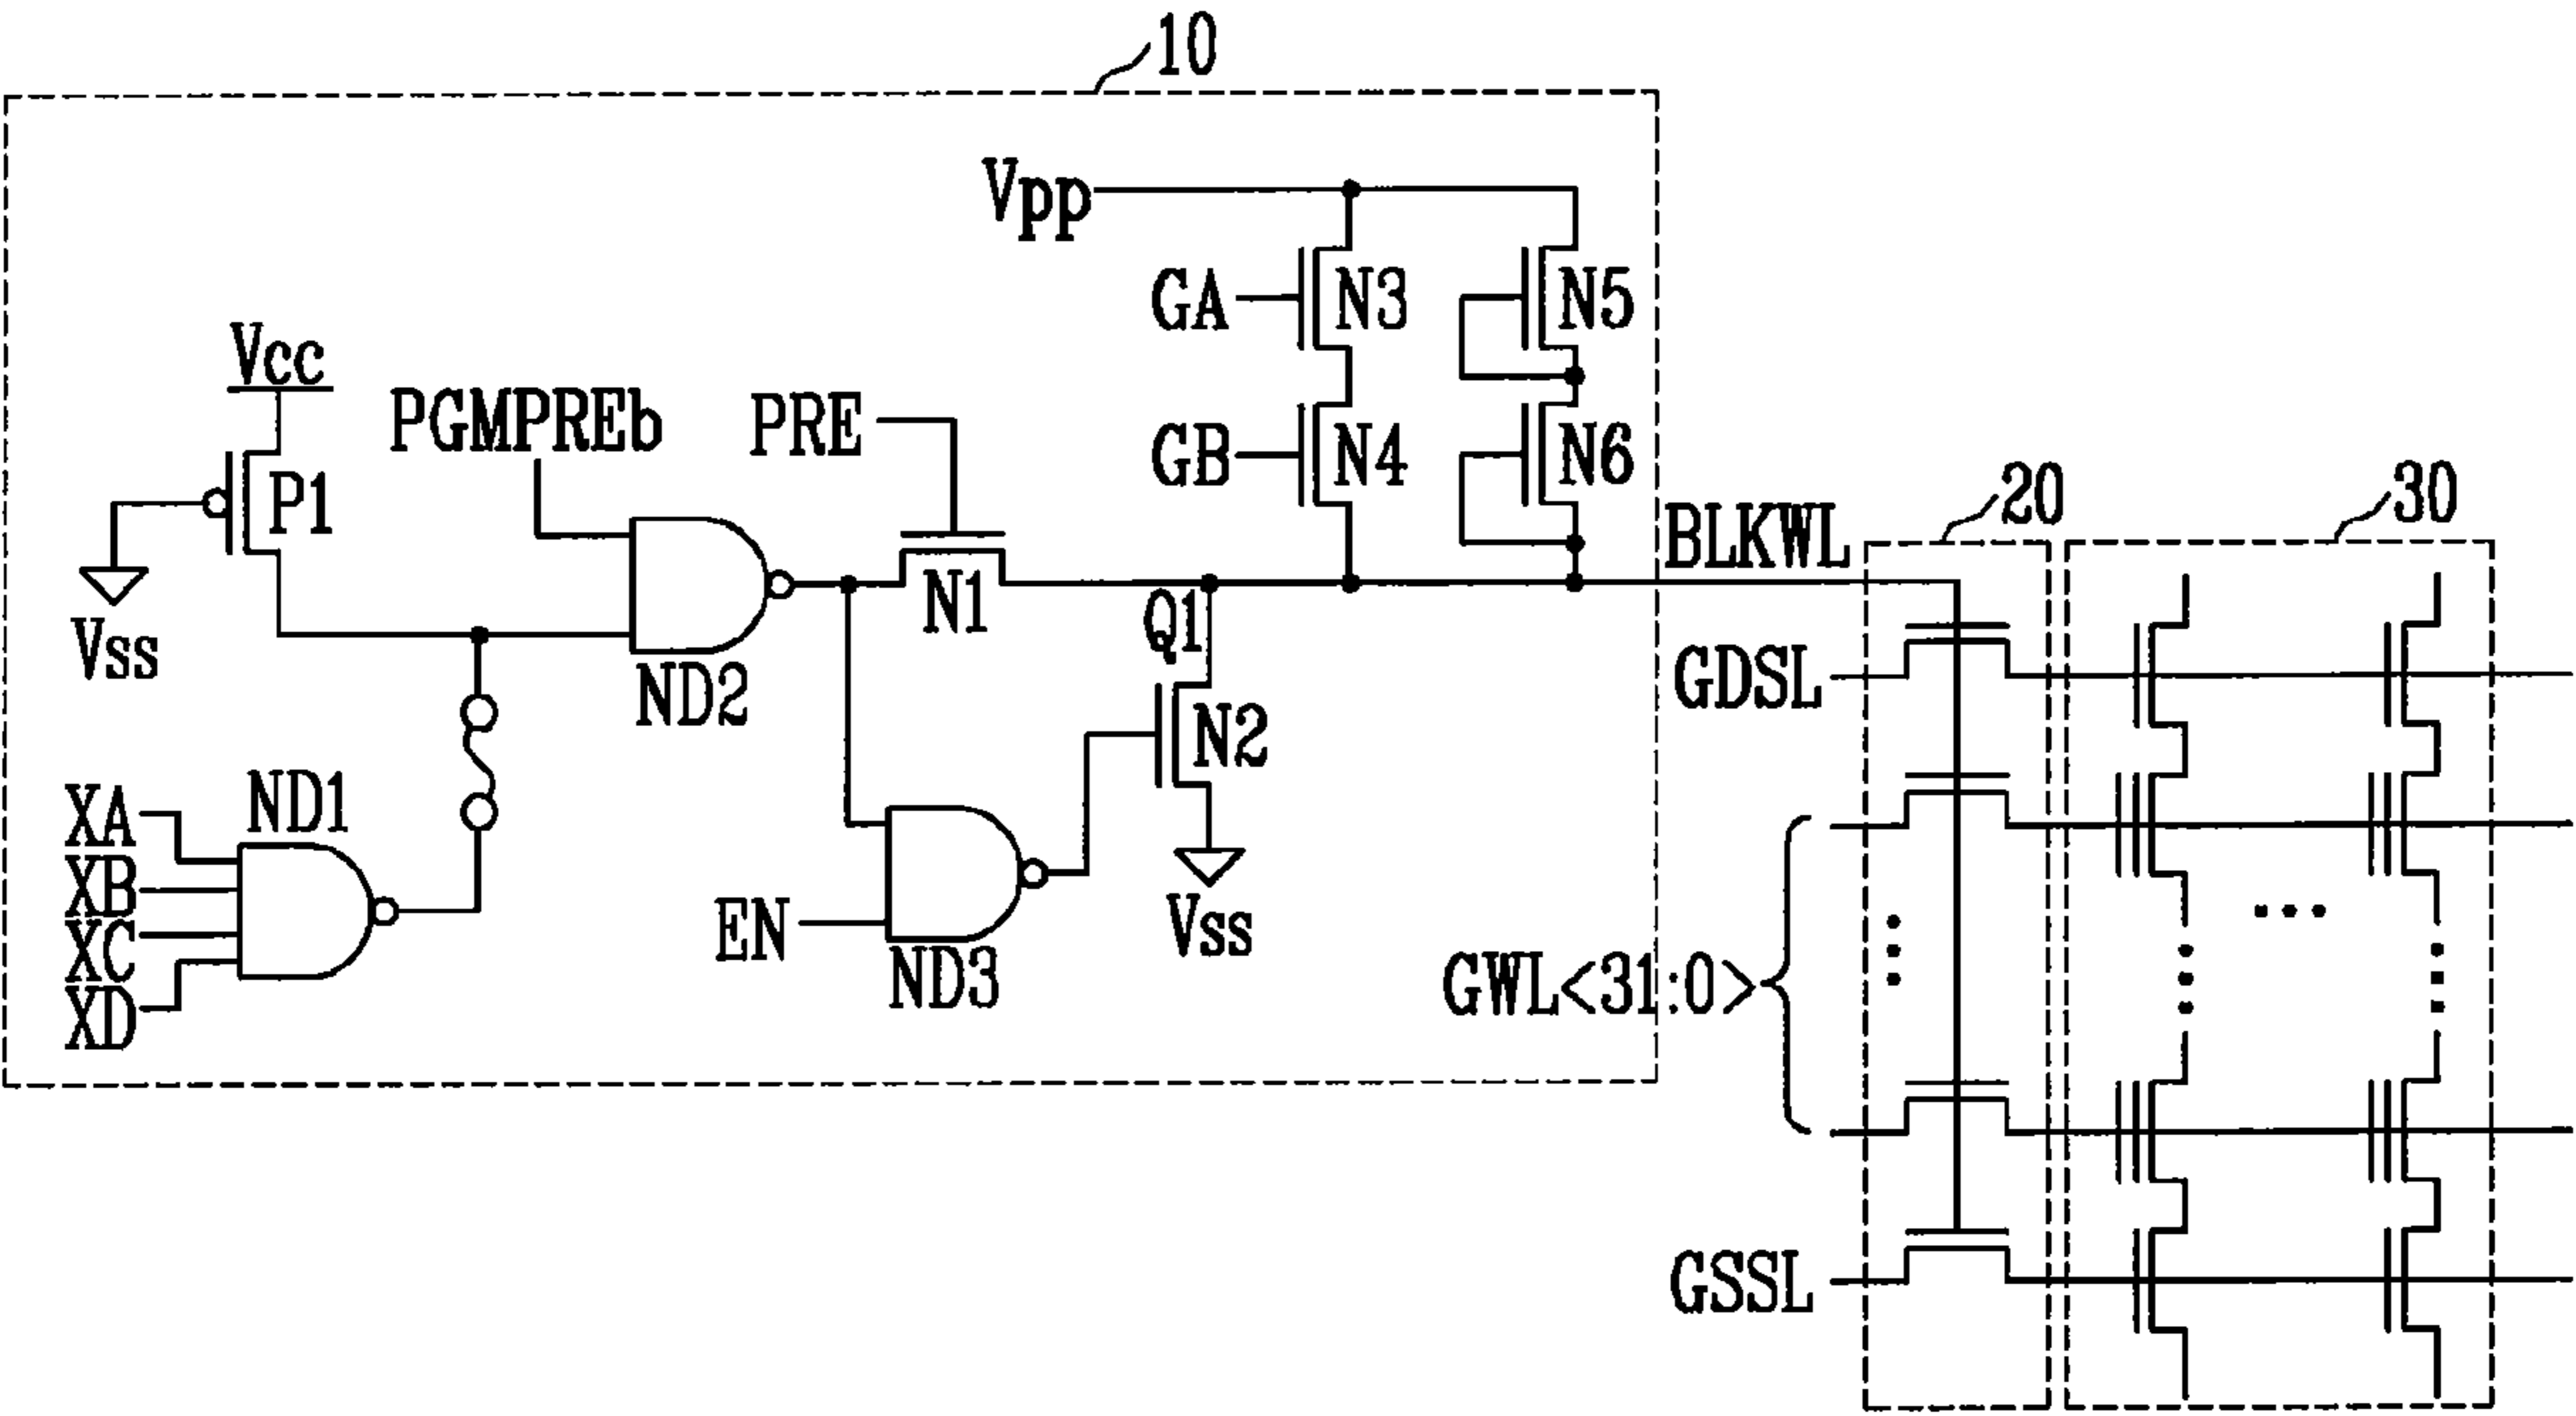 10
Vpp
GA
N3
N5
Vcc
PGMPREb
PRE
GB
N4
N6
P1
20
30
BLKWL
Vss
ND2
N1
Q1
GDSL
N2
ND1
XA
XB
XC
XD
EN
ND3
Vss
GWL<31:0>
GSSL